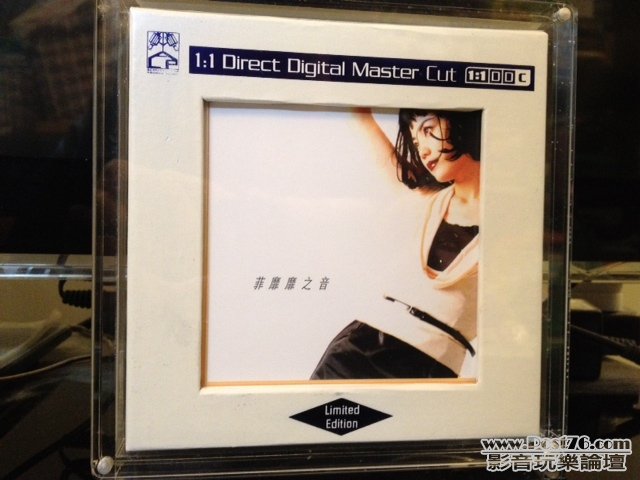 1:1 Direct Digital Master Cut 1:1 D D C
菲靡靡之音
Limited
Edition
www.Post76.com
影音玩樂論壇